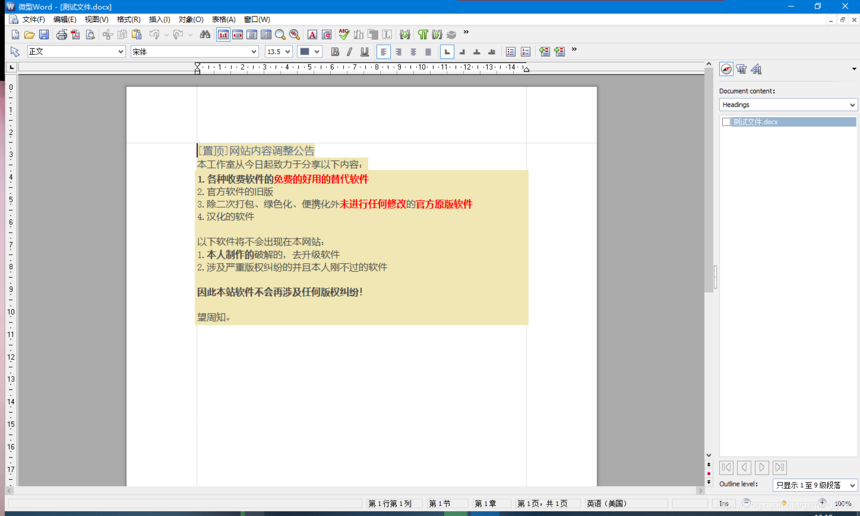 微型Word - [测试文件.docx]
文件(F) 编辑(E) 视图(V) 格式(R) 插入(I) 对象(O) 表格(A) 窗口(W)
正文 宋体 13.5
Document content:
Headings
测试文件.docx
[置顶]网站内容调整公告
本工作室从今日起致力于分享以下内容：
1.各种收费软件的免费的好用的替代软件
2.官方软件的旧版
3.除二次打包、绿色化、便携化外未进行任何修改的官方原版软件
4.汉化的软件
以下软件将不会出现在本网站：
1.本人制作的破解的，去升级软件
2.涉及严重版权纠纷的并且本人刚不过的软件
因此本站软件不会再涉及任何版权纠纷！
望周知。
Outline level: 只显示 1 至 9 级段落
第 1 行第 1 列 第 1 节 第 1 章 第 1 页，共 1 页 英语 (美国) Ins 100%